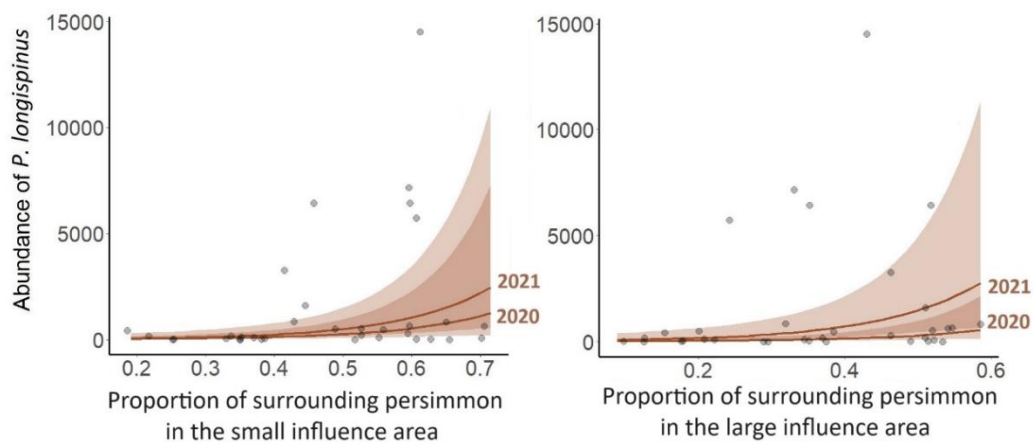 Abundance of P. longispinus
15000
10000
5000
0
2021
2020
0.2 0.3 0.4 0.5 0.6 0.7
Proportion of surrounding persimmon
in the small influence area
15000
10000
5000
0
2021
2020
0.2 0.4 0.6
Proportion of surrounding persimmon
in the large influence area